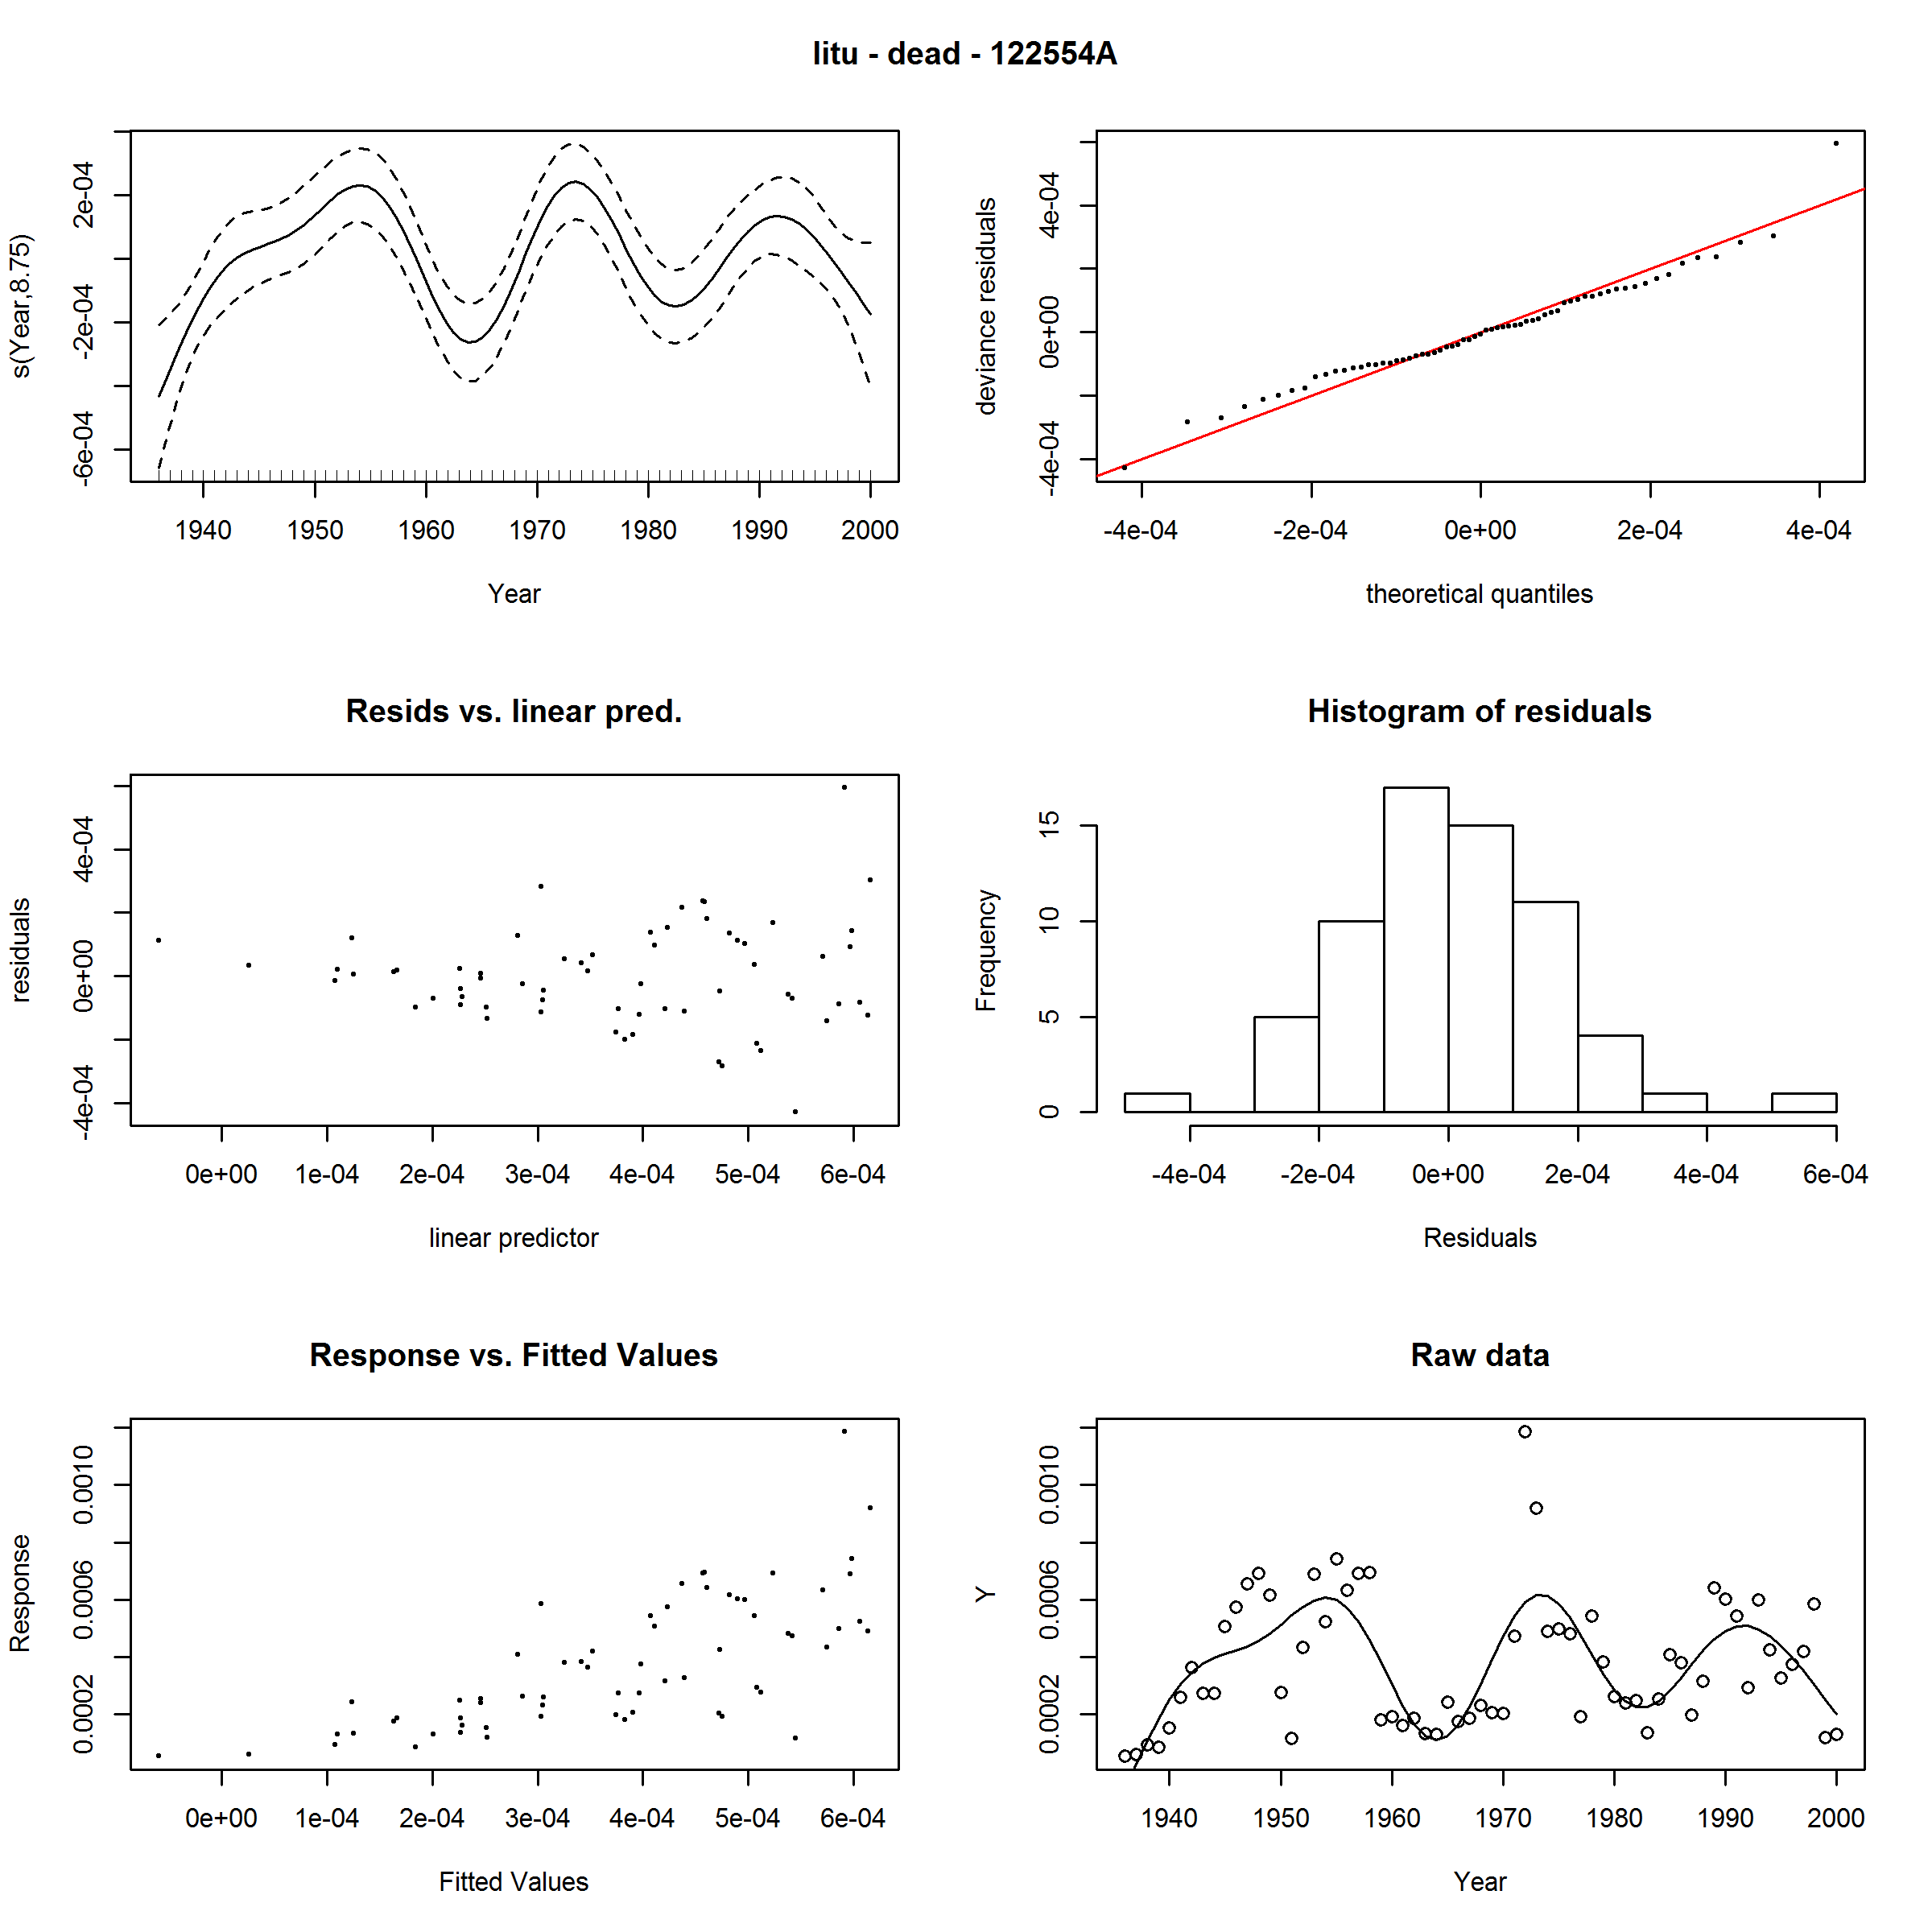 litu - dead - 122554A
s(Year,8.75)
-6e-04 -2e-04 2e-04
1940 1950 1960 1970 1980 1990 2000
Year
deviance residuals
-4e-04 0e+00 4e-04
-4e-04 -2e-04 0e+00 2e-04 4e-04
theoretical quantiles
Resids vs. linear pred.
residuals
-4e-04 0e+00 4e-04
0e+00 1e-04 2e-04 3e-04 4e-04 5e-04 6e-04
linear predictor
Histogram of residuals
Frequency
0 5 10 15
-4e-04 -2e-04 0e+00 2e-04 4e-04 6e-04
Residuals
Response vs. Fitted Values
Response
0.0002 0.0006 0.0010
0e+00 1e-04 2e-04 3e-04 4e-04 5e-04 6e-04
Fitted Values
Raw data
Y
0.0002 0.0006 0.0010
1940 1950 1960 1970 1980 1990 2000
Year